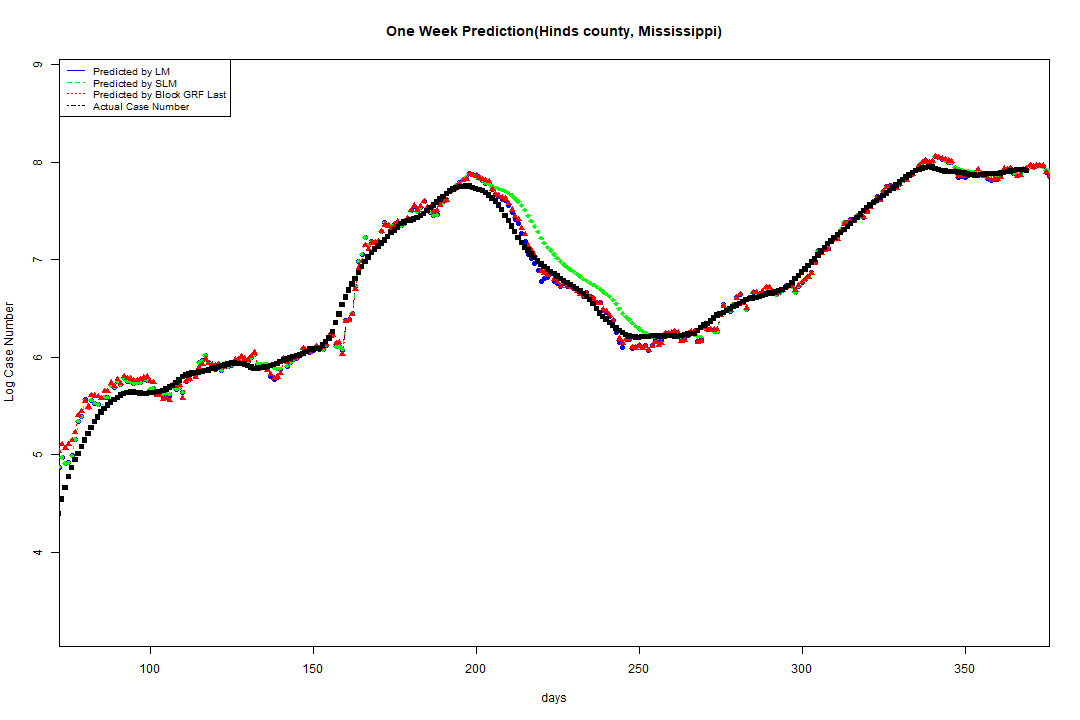 One Week Prediction(Hinds county, Mississippi)
Predicted by LM
Predicted by SLM
Predicted by Block GRF Last
Actual Case Number
9
8
7
6
5
4
Log Case Number
100 150 200 250 300 350
days